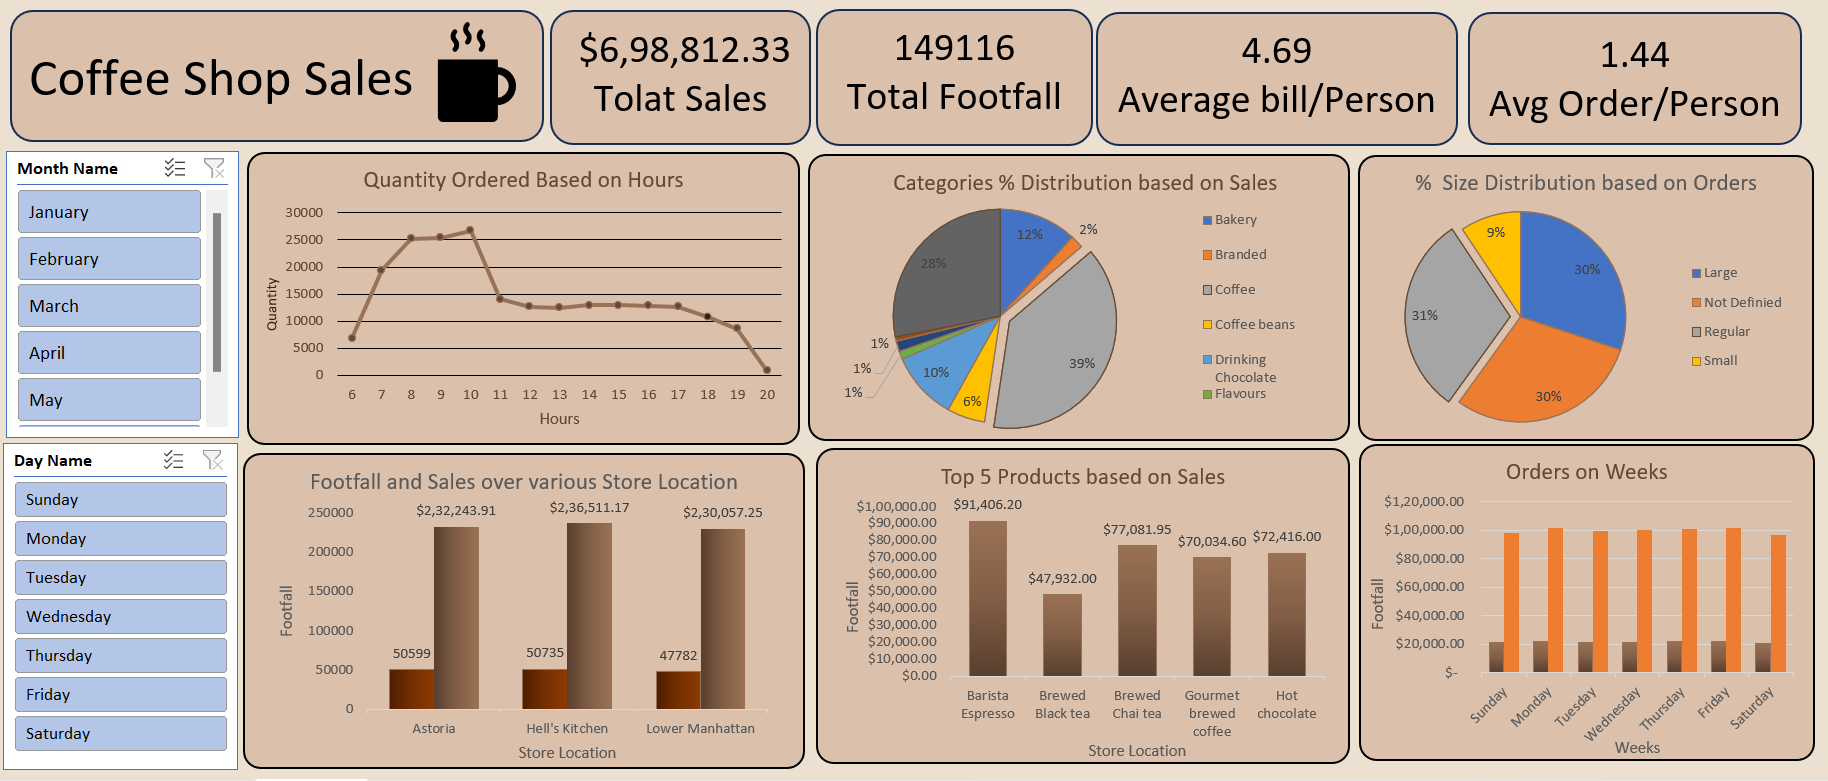 Coffee Shop Sales
$6,98,812.33
Tolat Sales
149116
Total Footfall
4.69
Average bill/Person
1.44
Avg Order/Person
Month Name
January
February
March
April
May
Day Name
Sunday
Monday
Tuesday
Wednesday
Thursday
Friday
Saturday
Quantity Ordered Based on Hours
30000
25000
20000
15000
10000
5000
0
Quantity
6 7 8 9 10 11 12 13 14 15 16 17 18 19 20
Hours
Categories % Distribution based on Sales
12%
2%
39%
6%
10%
1%
1%
1%
28%
Bakery
Branded
Coffee
Coffee beans
Drinking
Chocolate
Flavours
% Size Distribution based on Orders
30%
30%
31%
9%
Large
Not Definied
Regular
Small
Footfall and Sales over various Store Location
250000
200000
150000
100000
50000
0
Footfall
$2,32,243.91
$2,36,511.17
$2,30,057.25
50599
50735
47782
Astoria
Hell's Kitchen
Lower Manhattan
Store Location
Top 5 Products based on Sales
$1,00,000.00
$90,000.00
$80,000.00
$70,000.00
$60,000.00
$50,000.00
$40,000.00
$30,000.00
$20,000.00
$10,000.00
$0.00
Footfall
$91,406.20
$47,932.00
$77,081.95
$70,034.60
$72,416.00
Barista
Espresso
Brewed
Black tea
Brewed
Chai tea
Gourmet
brewed
coffee
Hot
chocolate
Store Location
Orders on Weeks
$1,20,000.00
$1,00,000.00
$80,000.00
$60,000.00
$40,000.00
$20,000.00
$-
Footfall
Sunday
Monday
Tuesday
Wednesday
Thursday
Friday
Saturday
Weeks